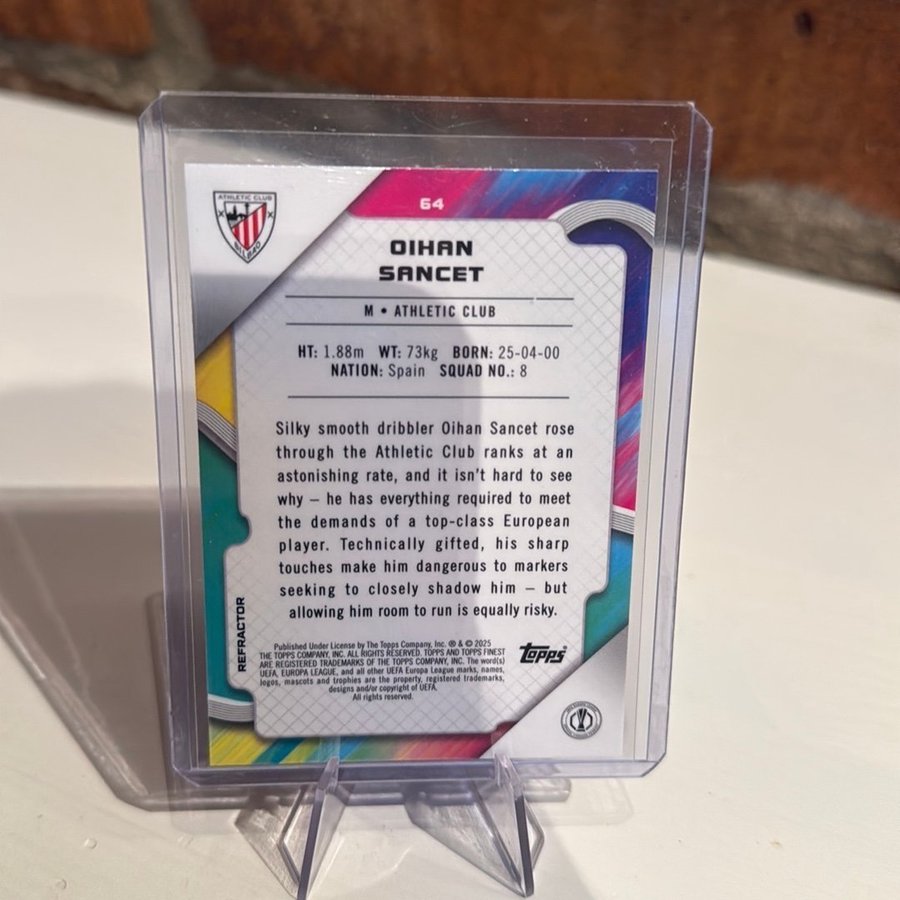 ATHLETIC CLUB
BILBAO
64
OIHAN
SANCET
M • ATHLETIC CLUB
HT: 1.88m WT: 73kg BORN: 25-04-00
NATION: Spain SQUAD NO.: 8
Silky smooth dribbler Oihan Sancet rose
through the Athletic Club ranks at an
astonishing rate, and it isn't hard to see
why – he has everything required to meet
the demands of a top-class European
player. Technically gifted, his sharp
touches make him dangerous to markers
seeking to closely shadow him – but
allowing him room to run is equally risky.
REFRACTOR
Published Under License by The Topps Company, Inc. ® & © 2025
THE TOPPS COMPANY, INC. ALL RIGHTS RESERVED. TOPPS AND TOPPS FINEST
ARE REGISTERED TRADEMARKS OF THE TOPPS COMPANY, INC. The word(s)
UEFA, EUROPA LEAGUE, and all other UEFA Europa League marks, names,
logos, mascots and trophies are the property, registered trademarks,
designs and/or copyright of UEFA.
All rights reserved.
Topps